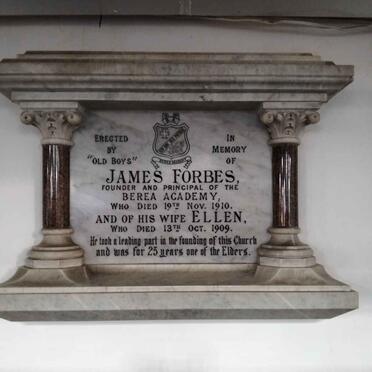 ERECTED
BY
"OLD BOYS"
IN
MEMORY
OF
JAMES FORBES,
FOUNDER AND PRINCIPAL OF THE
BEREA ACADEMY,
WHO DIED 19TH NOV. 1910.
AND OF HIS WIFE ELLEN,
WHO DIED 13TH OCT. 1909.
He took a leading part in the founding of this Church
and was for 25 years one of the Elders.